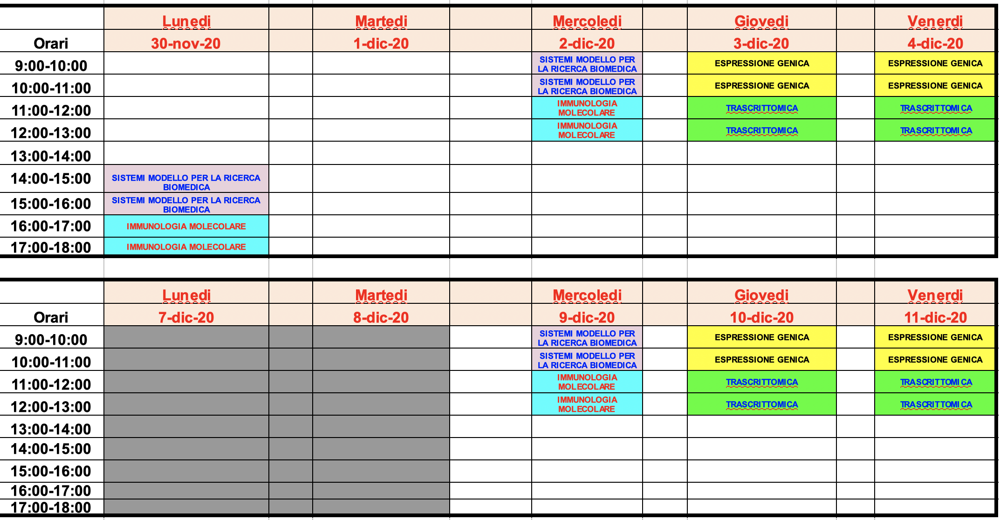 Lunedi Martedi Mercoledi Giovedi Venerdi
Orari 30-nov-20 1-dic-20 2-dic-20 3-dic-20 4-dic-20
9:00-10:00 SISTEMI MODELLO PER LA RICERCA BIOMEDICA ESPRESSIONE GENICA ESPRESSIONE GENICA
10:00-11:00 SISTEMI MODELLO PER LA RICERCA BIOMEDICA ESPRESSIONE GENICA ESPRESSIONE GENICA
11:00-12:00 IMMUNOLOGIA MOLECOLARE TRASCRITTOMICA TRASCRITTOMICA
12:00-13:00 IMMUNOLOGIA MOLECOLARE TRASCRITTOMICA TRASCRITTOMICA
13:00-14:00
14:00-15:00 SISTEMI MODELLO PER LA RICERCA BIOMEDICA
15:00-16:00 SISTEMI MODELLO PER LA RICERCA BIOMEDICA
16:00-17:00 IMMUNOLOGIA MOLECOLARE
17:00-18:00 IMMUNOLOGIA MOLECOLARE
Lunedi Martedi Mercoledi Giovedi Venerdi
Orari 7-dic-20 8-dic-20 9-dic-20 10-dic-20 11-dic-20
9:00-10:00 SISTEMI MODELLO PER LA RICERCA BIOMEDICA ESPRESSIONE GENICA ESPRESSIONE GENICA
10:00-11:00 SISTEMI MODELLO PER LA RICERCA BIOMEDICA ESPRESSIONE GENICA ESPRESSIONE GENICA
11:00-12:00 IMMUNOLOGIA MOLECOLARE TRASCRITTOMICA TRASCRITTOMICA
12:00-13:00 IMMUNOLOGIA MOLECOLARE TRASCRITTOMICA TRASCRITTOMICA
13:00-14:00
14:00-15:00
15:00-16:00
16:00-17:00
17:00-18:00